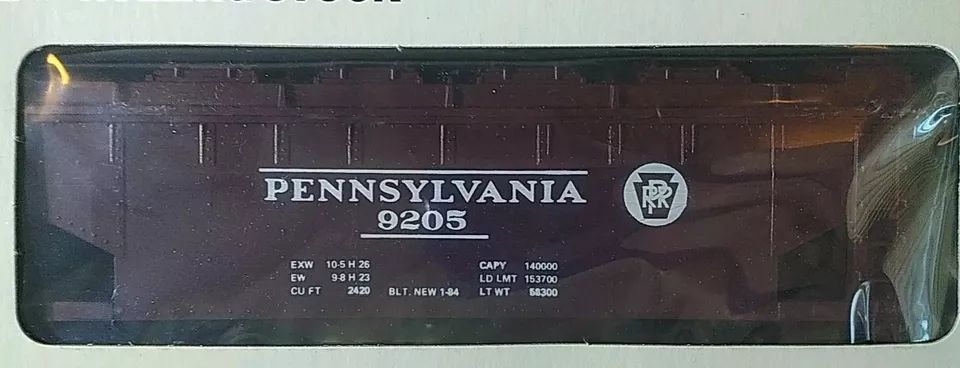 PENNSYLVANIA
9205
PRR
EXW 10-5 H 26 CAPY 140000
EW 9-8 H 23 LD LMT 153700
CU FT 2420 BLT. NEW 1-84 LT WT 58300